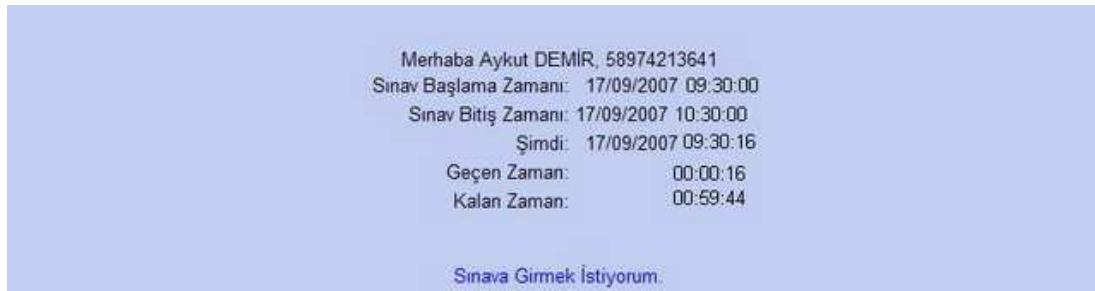 Merhaba Aykut DEMİR, 58974213641
Sınav Başlama Zamanı: 17/09/2007 09:30:00
Sınav Bitiş Zamanı: 17/09/2007 10:30:00
Şimdi: 17/09/2007 09:30:16
Geçen Zaman: 00:00:16
Kalan Zaman: 00:59:44
Sınava Girmek İstiyorum.